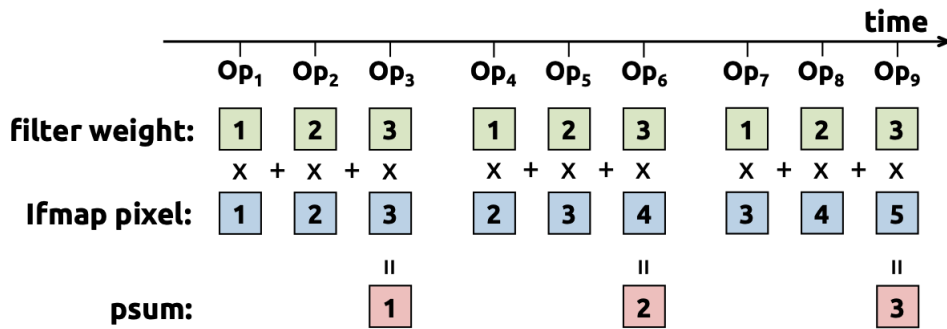 time
Op1 Op2 Op3 Op4 Op5 Op6 Op7 Op8 Op9
filter weight: 1 2 3 1 2 3 1 2 3
x + x + x x + x + x x + x + x
Ifmap pixel: 1 2 3 2 3 4 3 4 5
= = =
psum: 1 2 3